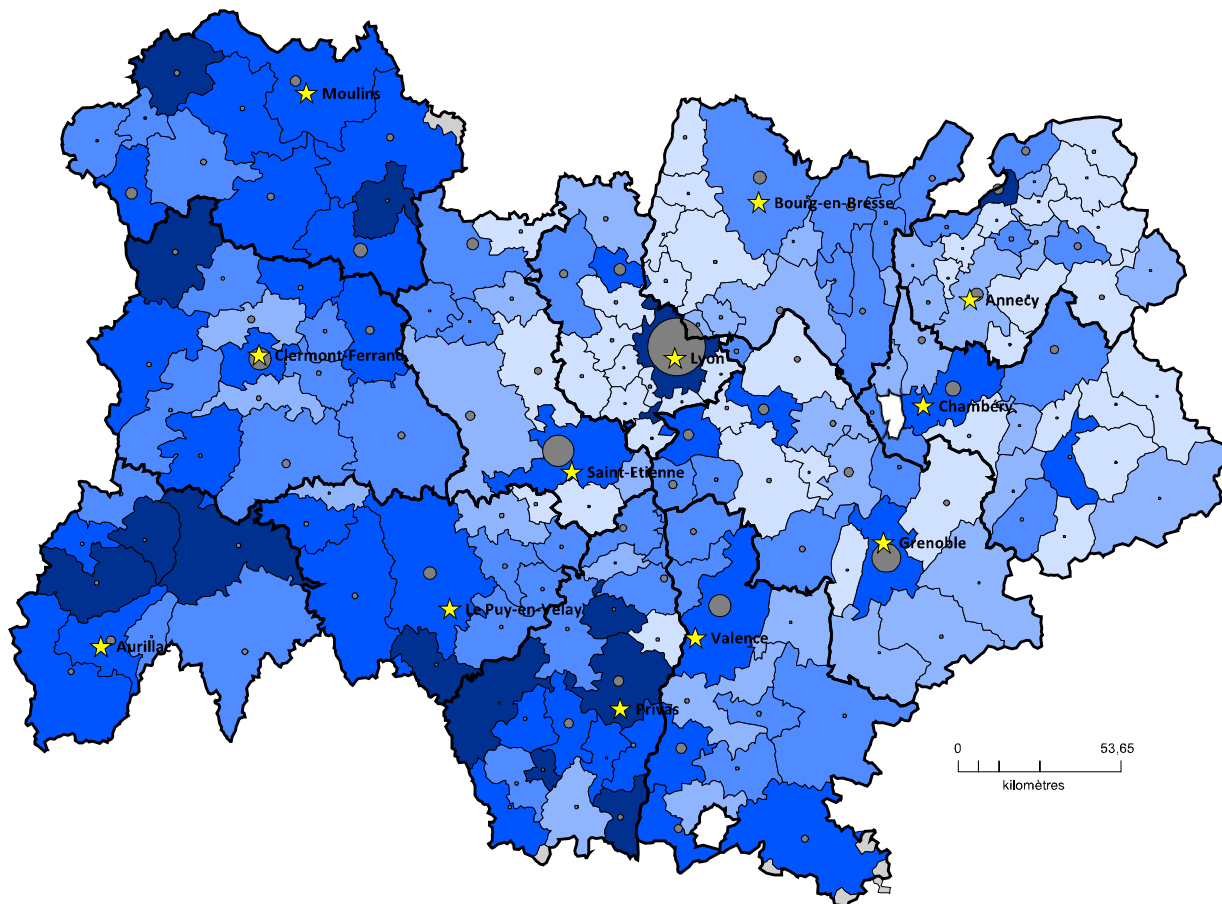 Moulins
Bourg-en-Bresse
Annecy
Clermont-Ferrand
Lyon
Chambéry
Saint-Etienne
Grenoble
Le Puy-en-Velay
Valence
Aurillac
Privas
0 53,65
kilomètres